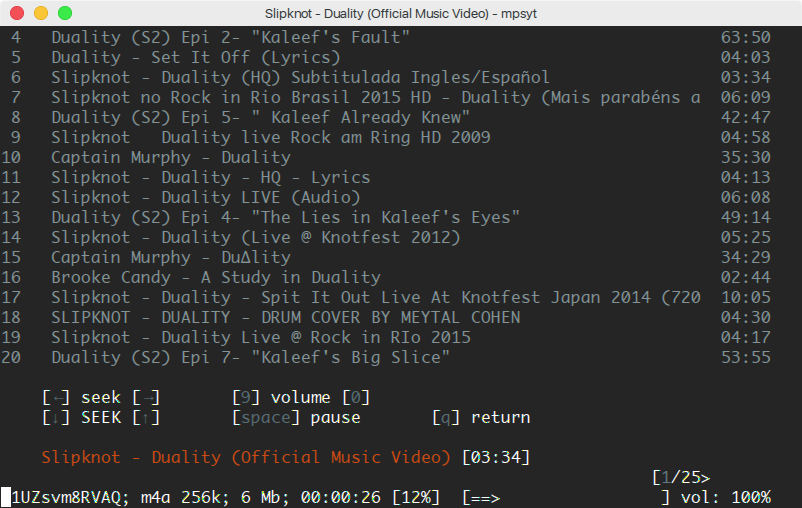 Slipknot - Duality (Official Music Video) - mpsyt
4 Duality (S2) Epi 2- "Kaleef's Fault" 63:50
5 Duality - Set It Off (Lyrics) 04:03
6 Slipknot - Duality (HQ) Subtitulada Ingles/Español 03:34
7 Slipknot no Rock in Rio Brasil 2015 HD - Duality (Mais parabéns a 06:09
8 Duality (S2) Epi 5- " Kaleef Already Knew" 42:47
9 Slipknot   Duality live Rock am Ring HD 2009 04:58
10 Captain Murphy - Duality 35:30
11 Slipknot - Duality - HQ - Lyrics 04:13
12 Slipknot - Duality LIVE (Audio) 06:08
13 Duality (S2) Epi 4- "The Lies in Kaleef's Eyes" 49:14
14 Slipknot - Duality (Live @ Knotfest 2012) 05:25
15 Captain Murphy - Du∆lity 34:29
16 Brooke Candy - A Study in Duality 02:44
17 Slipknot - Duality - Spit It Out Live At Knotfest Japan 2014 (720 10:05
18 SLIPKNOT - DUALITY - DRUM COVER BY MEYTAL COHEN 04:30
19 Slipknot - Duality Live @ Rock in RIo 2015 04:17
20 Duality (S2) Epi 7- "Kaleef's Big Slice" 53:55
[←] seek [→] [9] volume [0]
[↓] SEEK [↑] [space] pause [q] return
Slipknot - Duality (Official Music Video) [03:34]
[1/25>
1UZsvm8RVAQ; m4a 256k; 6 Mb; 00:00:26 [12%] [==> ] vol: 100%